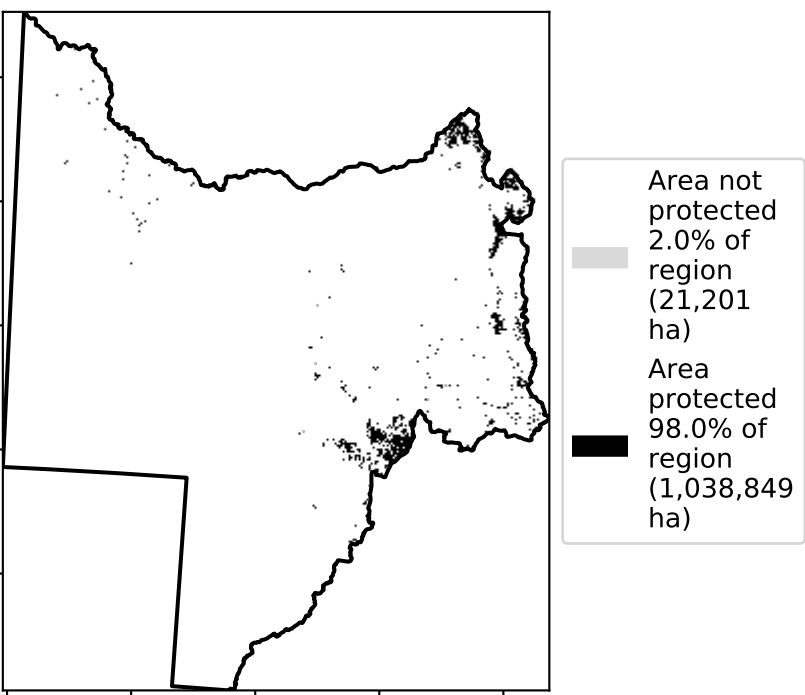 Area not
protected
2.0% of
region
(21,201
ha)
Area
protected
98.0% of
region
(1,038,849
ha)